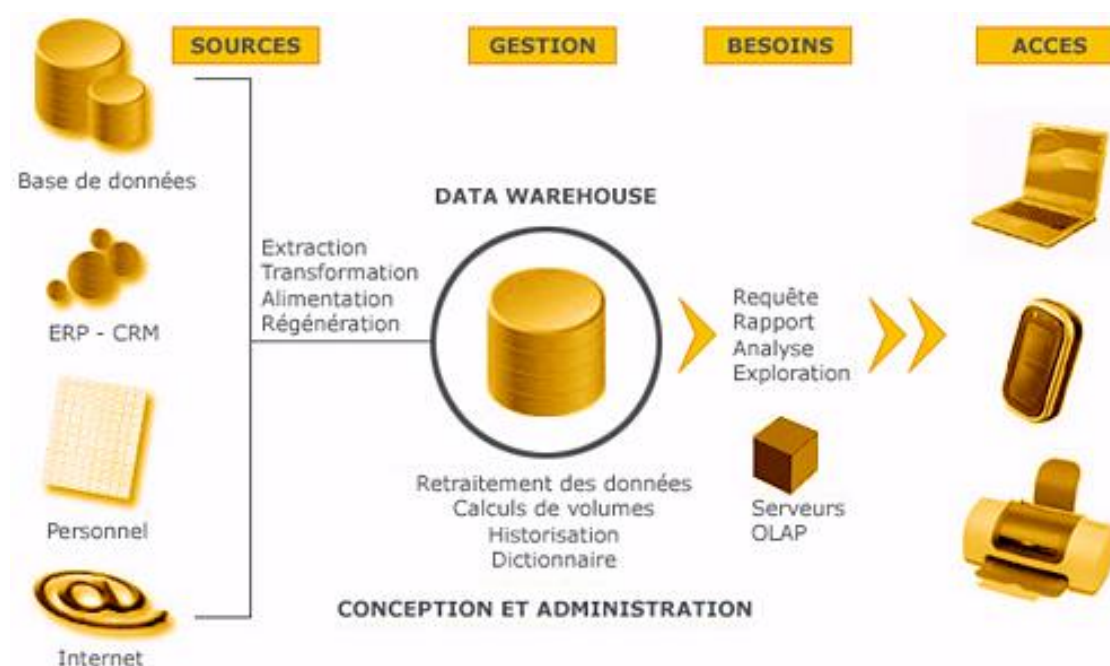 SOURCES
GESTION
BESOINS
ACCES
Base de données
ERP - CRM
Personnel
Internet
Extraction
Transformation
Alimentation
Régénération
DATA WAREHOUSE
Retraitement des données
Calculs de volumes
Historisation
Dictionnaire
CONCEPTION ET ADMINISTRATION
Requête
Rapport
Analyse
Exploration
Serveurs
OLAP